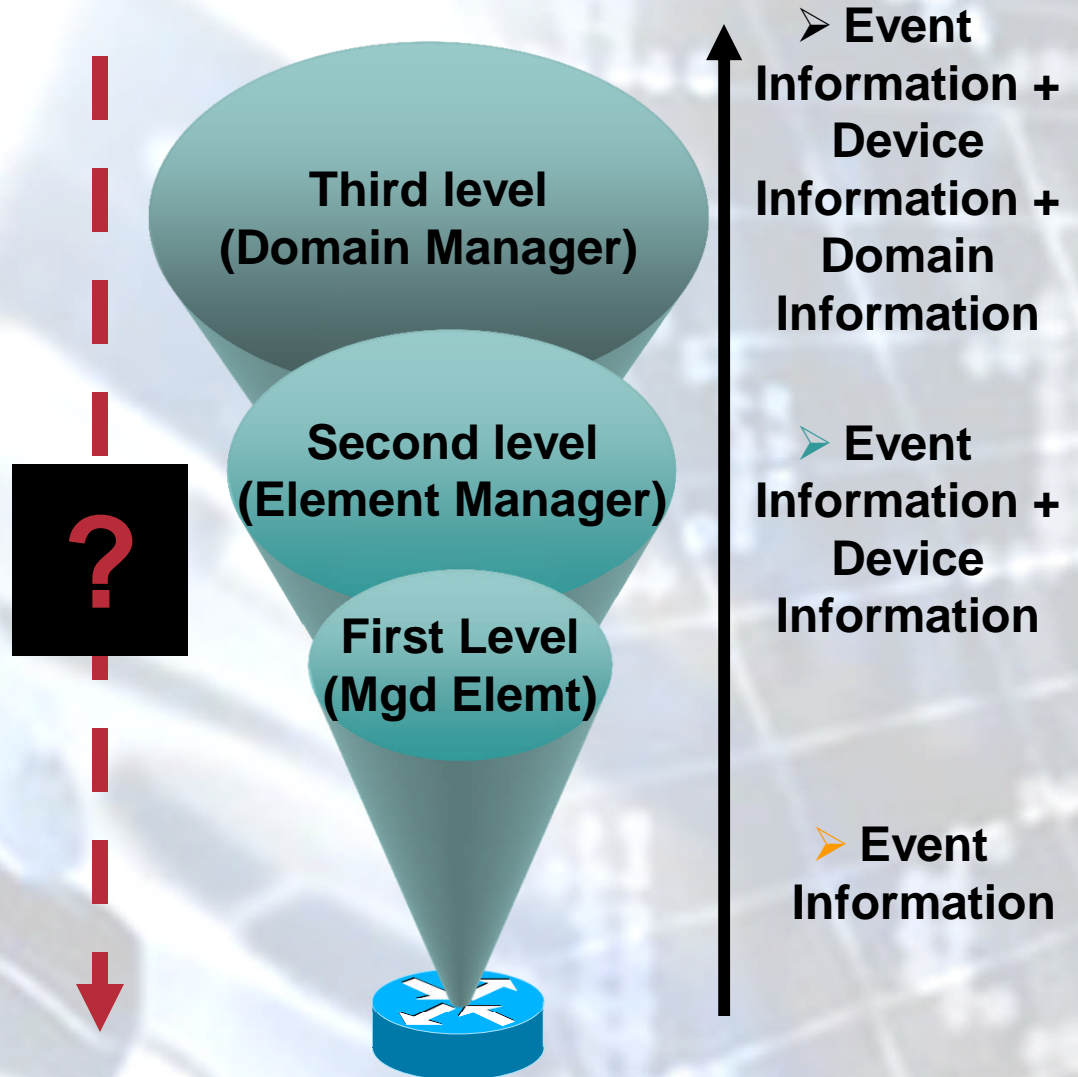 ➢ Event
Information +
Device
Information +
Domain
Information
Third level
(Domain Manager)
Second level
(Element Manager)
➢ Event
Information +
Device
Information
?
First Level
(Mgd Elemt)
➢ Event
Information